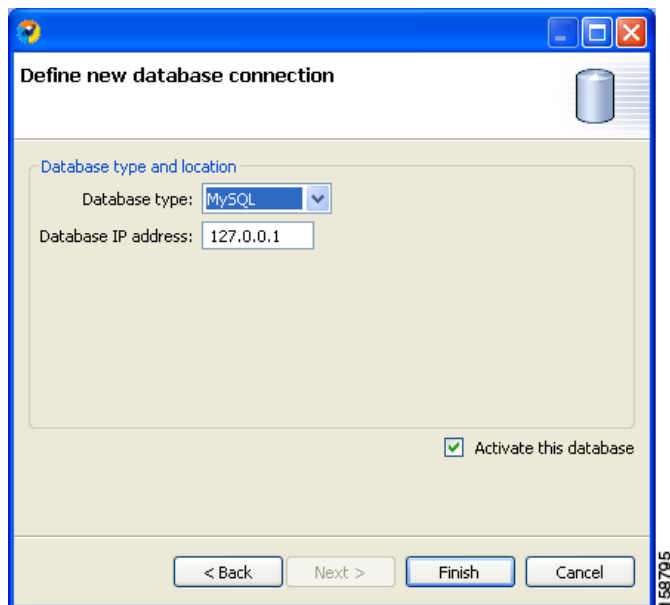 Define new database connection
Database type and location
Database type: MySQL
Database IP address: 127.0.0.1
Activate this database
< Back Next > Finish Cancel
158795